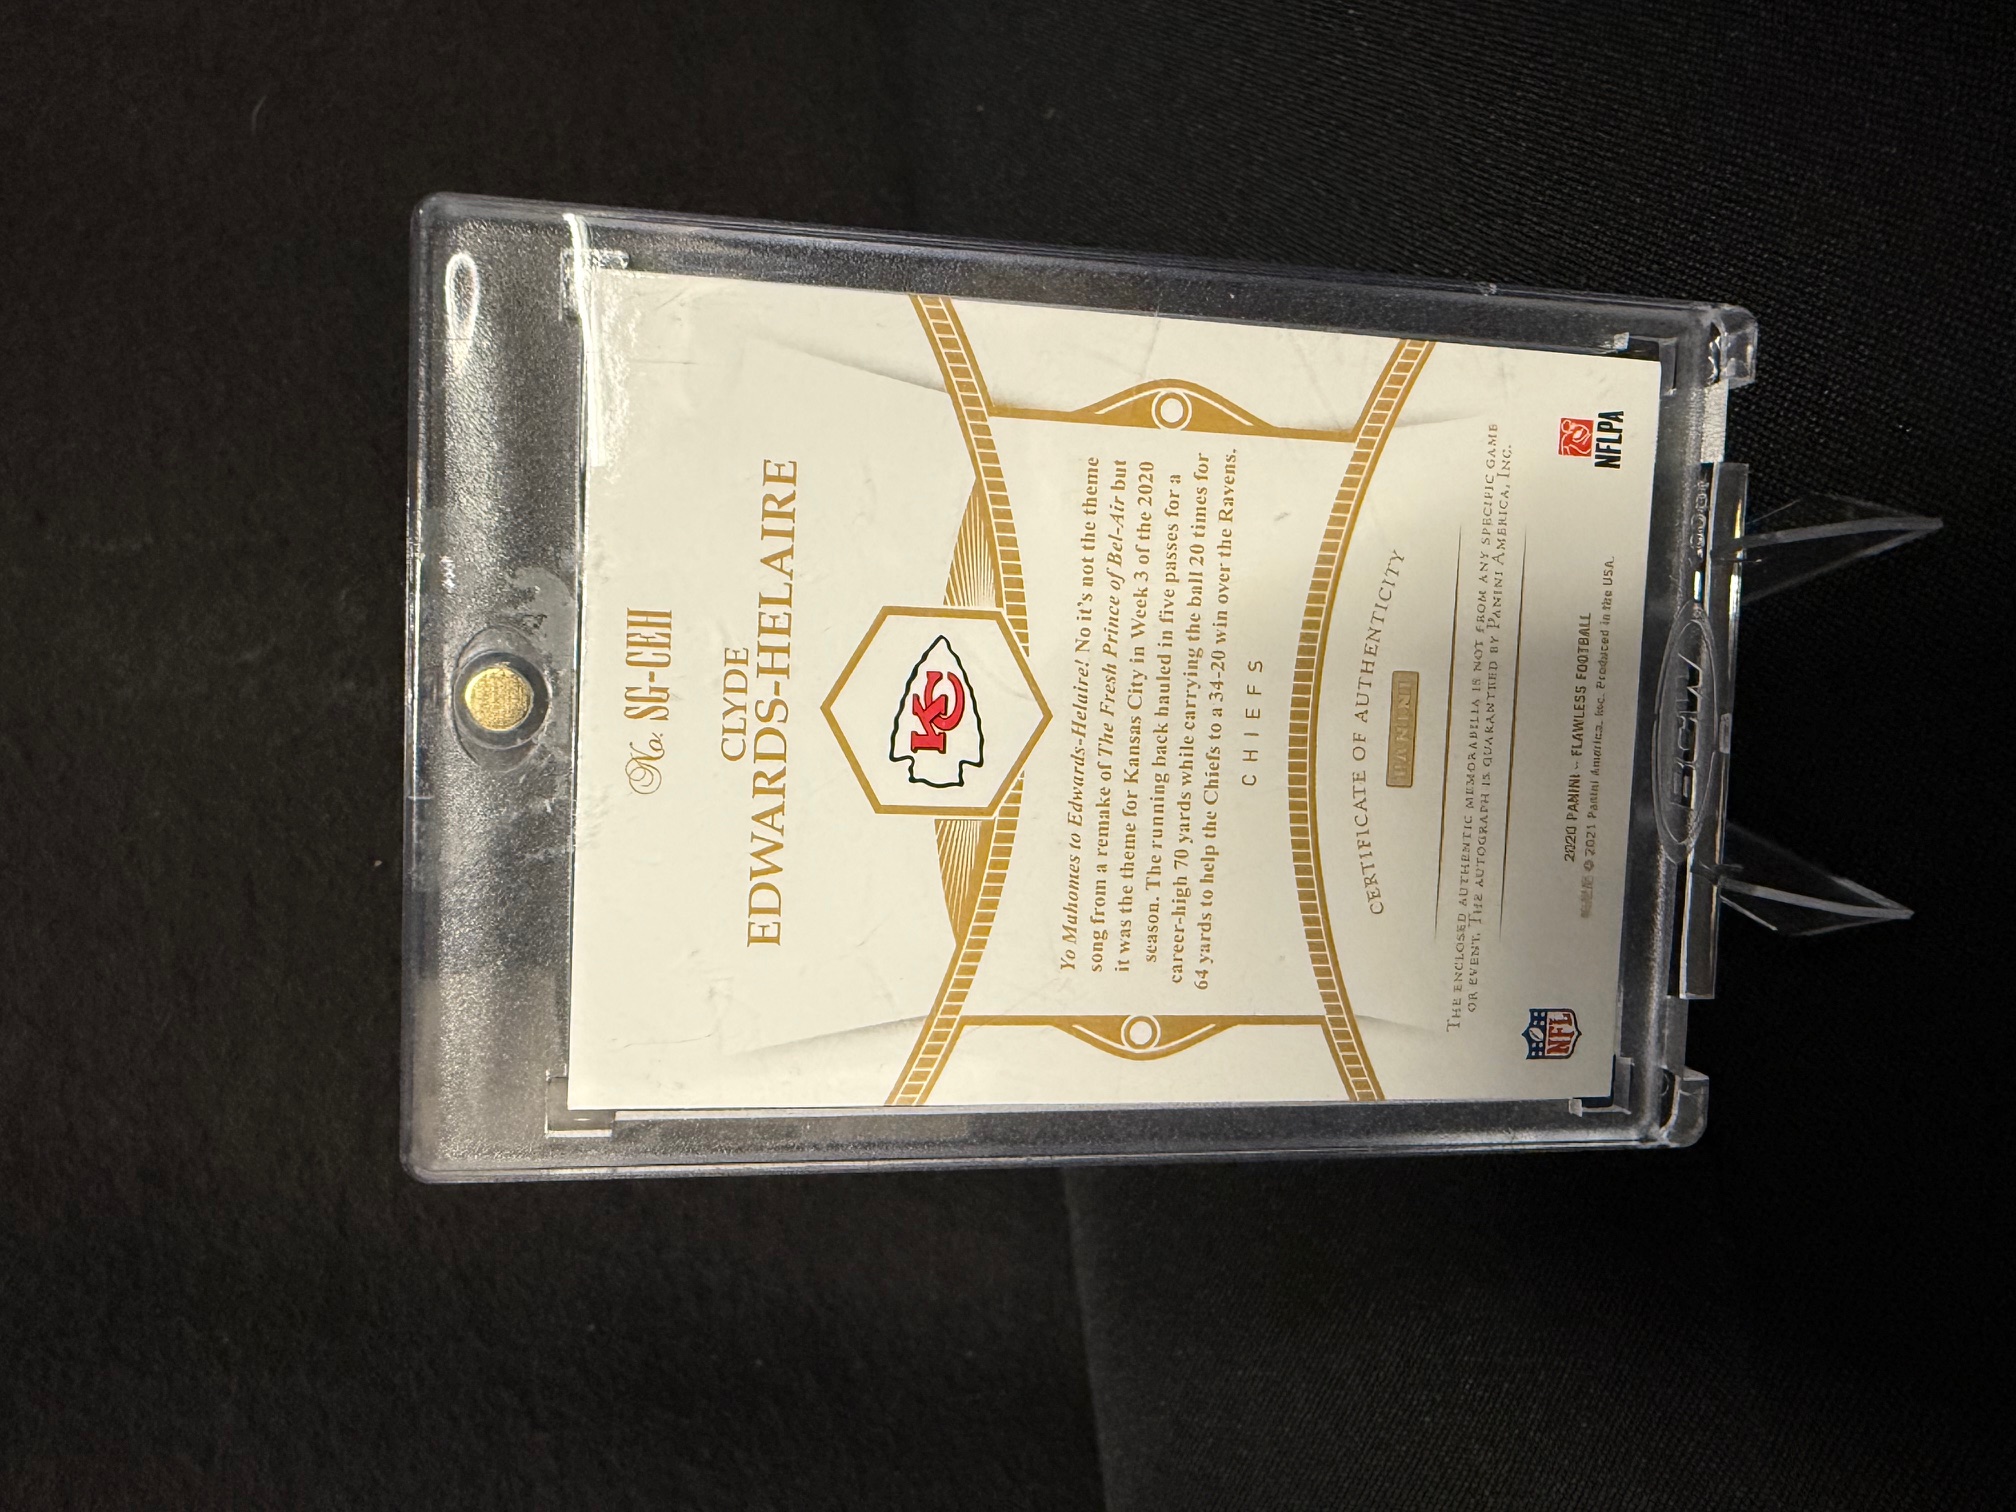 No. SG-CEH
CLYDE
EDWARDS-HELAIRE
KC
Yo Mahomes to Edwards-Helaire! No it's not the theme
song from a remake of The Fresh Prince of Bel-Air but
it was the theme for Kansas City in Week 3 of the 2020
season. The running back hauled in five passes for a
career-high 70 yards while carrying the ball 20 times for
64 yards to help the Chiefs to a 34-20 win over the Ravens.
CHIEFS
CERTIFICATE OF AUTHENTICITY
PANINI
THE ENCLOSED AUTHENTIC MEMORABILIA IS NOT FROM ANY SPECIFIC GAME
OR EVENT. THE AUTOGRAPH IS GUARANTEED BY PANINI AMERICA, INC.
NFL
2020 PANINI – FLAWLESS FOOTBALL
© 2021 Panini America, Inc. Produced in the USA.
NFLPA
BCW